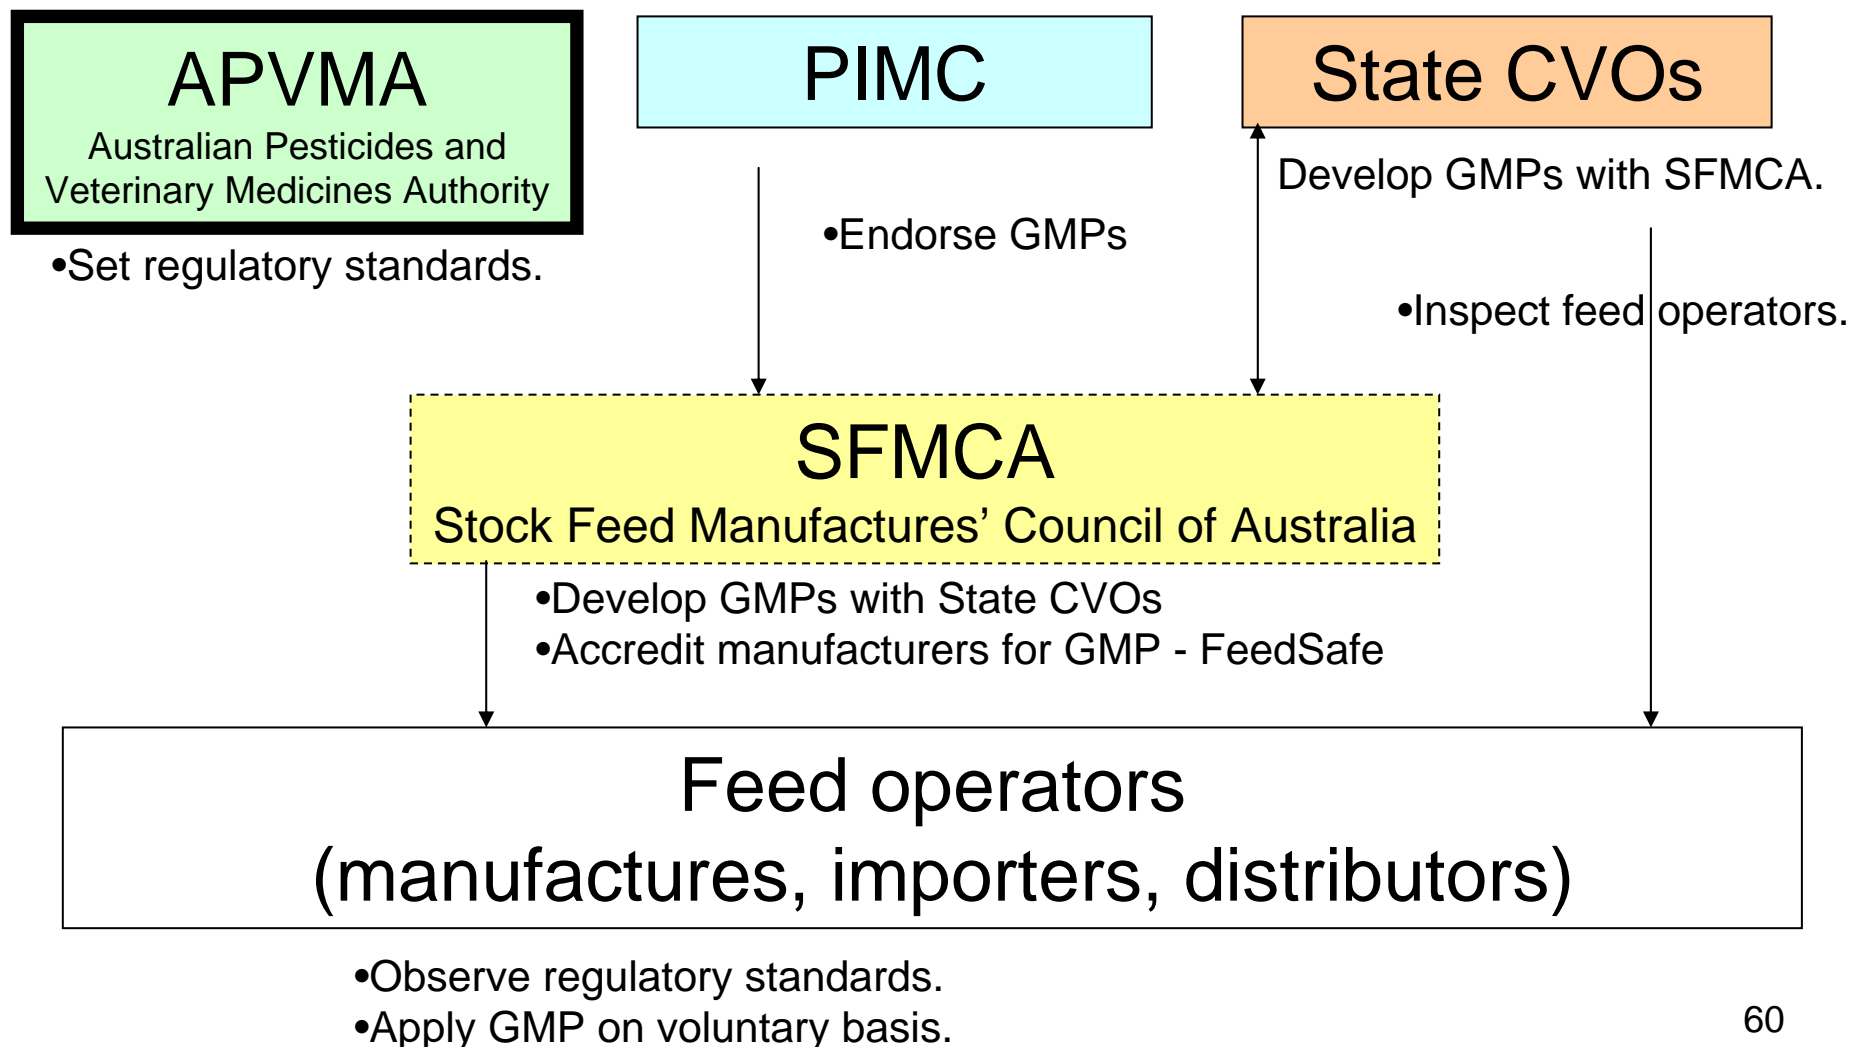 APVMA
Australian Pesticides and
Veterinary Medicines Authority
•Set regulatory standards.
PIMC
•Endorse GMPs
State CVOs
Develop GMPs with SFMCA.
•Inspect feed operators.
SFMCA
Stock Feed Manufactures’ Council of Australia
•Develop GMPs with State CVOs
•Accredit manufacturers for GMP - FeedSafe
Feed operators
(manufactures, importers, distributors)
•Observe regulatory standards.
•Apply GMP on voluntary basis.
60